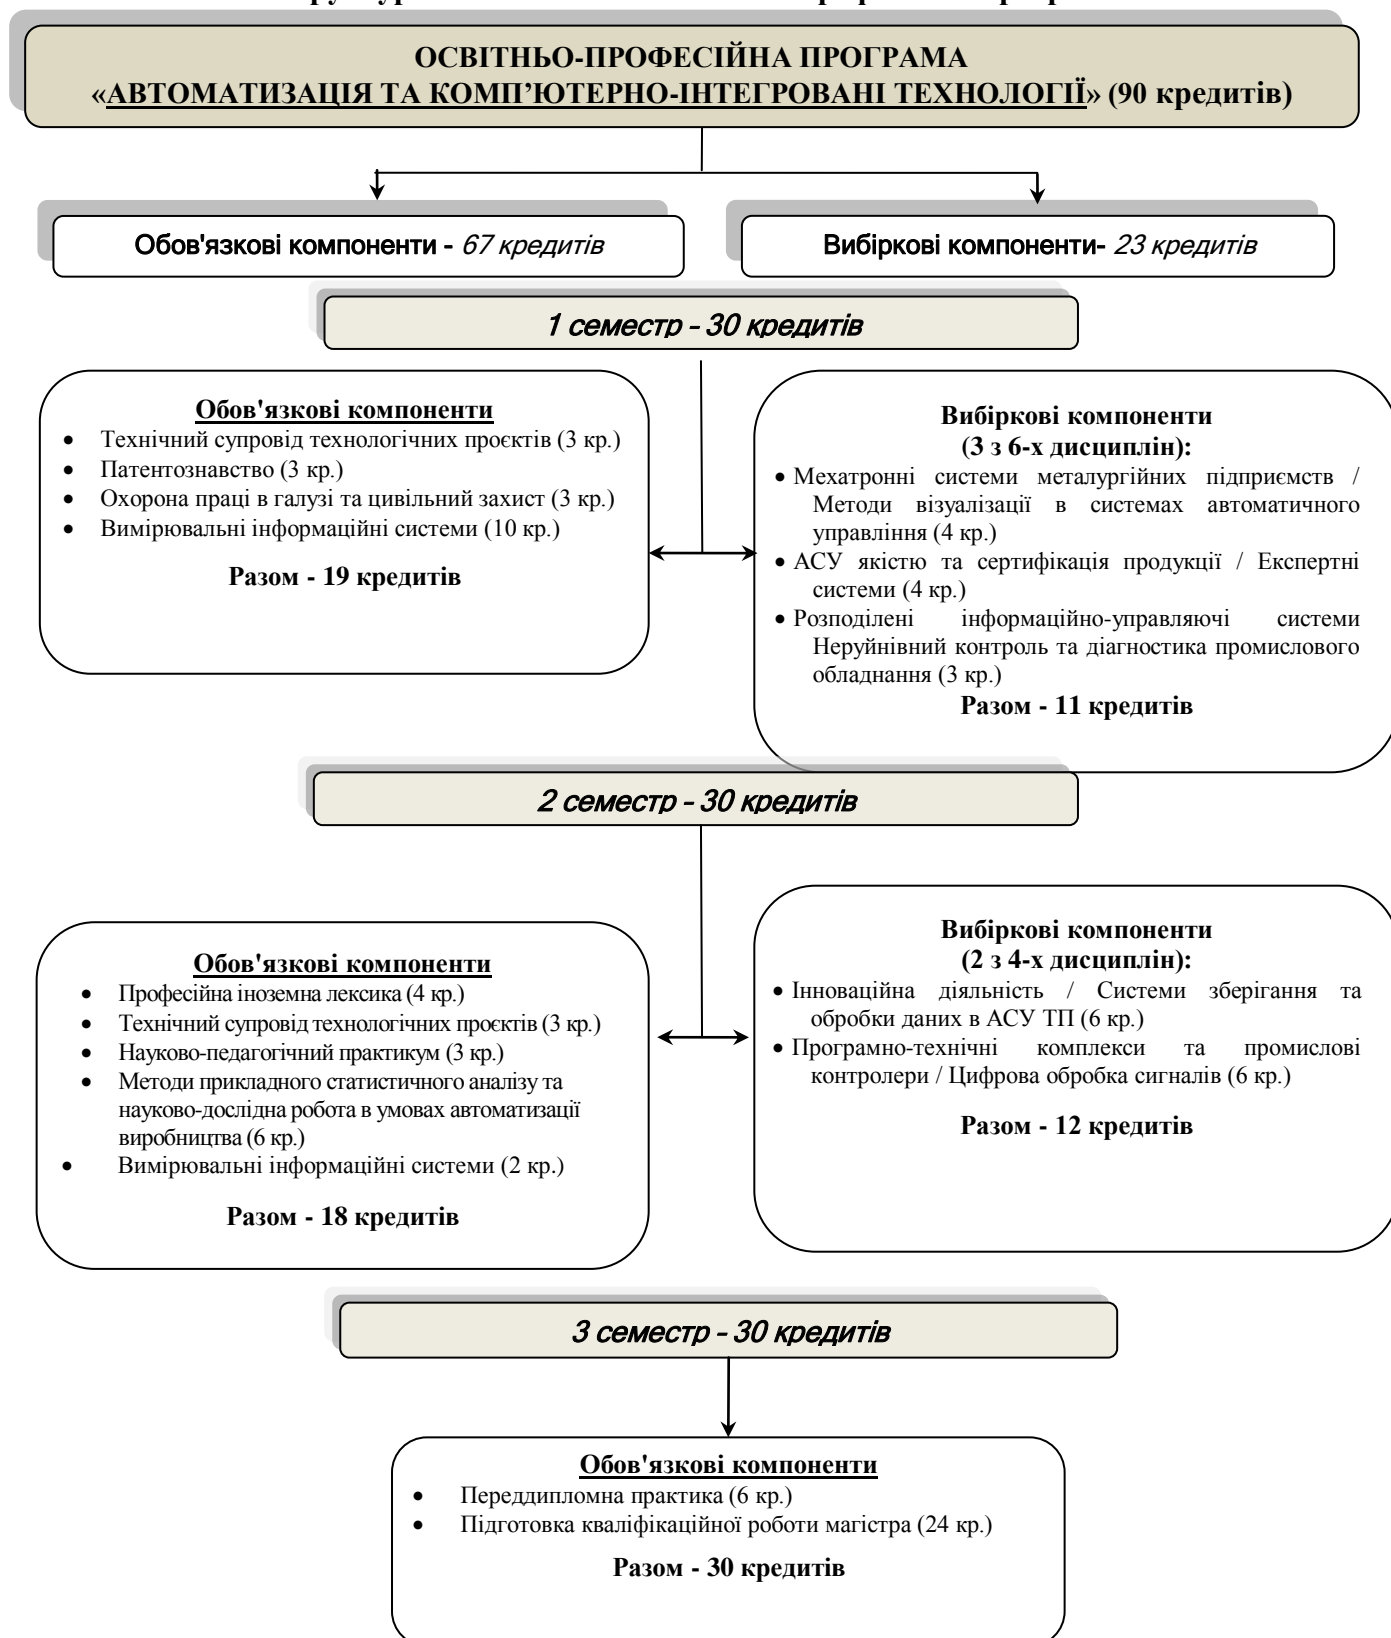 ОСВІТНЬО-ПРОФЕСІЙНА ПРОГРАМА
«АВТОМАТИЗАЦІЯ ТА КОМП’ЮТЕРНО-ІНТЕГРОВАНІ ТЕХНОЛОГІЇ» (90 кредитів)
Обов'язкові компоненти - 67 кредитів
Вибіркові компоненти- 23 кредитів
1 семестр – 30 кредитів
Обов'язкові компоненти
• Технічний супровід технологічних проєктів (3 кр.)
• Патентознавство (3 кр.)
• Охорона праці в галузі та цивільний захист (3 кр.)
• Вимірювальні інформаційні системи (10 кр.)
Разом - 19 кредитів
Вибіркові компоненти
(3 з 6-х дисциплін):
• Мехатронні системи металургійних підприємств /
Методи візуалізації в системах автоматичного
управління (4 кр.)
• АСУ якістю та сертифікація продукції / Експертні
системи (4 кр.)
• Розподілені інформаційно-управляючі системи
Неруйнівний контроль та діагностика промислового
обладнання (3 кр.)
Разом - 11 кредитів
2 семестр – 30 кредитів
Обов'язкові компоненти
• Професійна іноземна лексика (4 кр.)
• Технічний супровід технологічних проєктів (3 кр.)
• Науково-педагогічний практикум (3 кр.)
• Методи прикладного статистичного аналізу та
науково-дослідна робота в умовах автоматизації
виробництва (6 кр.)
• Вимірювальні інформаційні системи (2 кр.)
Разом - 18 кредитів
Вибіркові компоненти
(2 з 4-х дисциплін):
• Інноваційна діяльність / Системи зберігання та
обробки даних в АСУ ТП (6 кр.)
• Програмно-технічні комплекси та промислові
контролери / Цифрова обробка сигналів (6 кр.)
Разом - 12 кредитів
3 семестр – 30 кредитів
Обов'язкові компоненти
• Переддипломна практика (6 кр.)
• Підготовка кваліфікаційної роботи магістра (24 кр.)
Разом - 30 кредитів